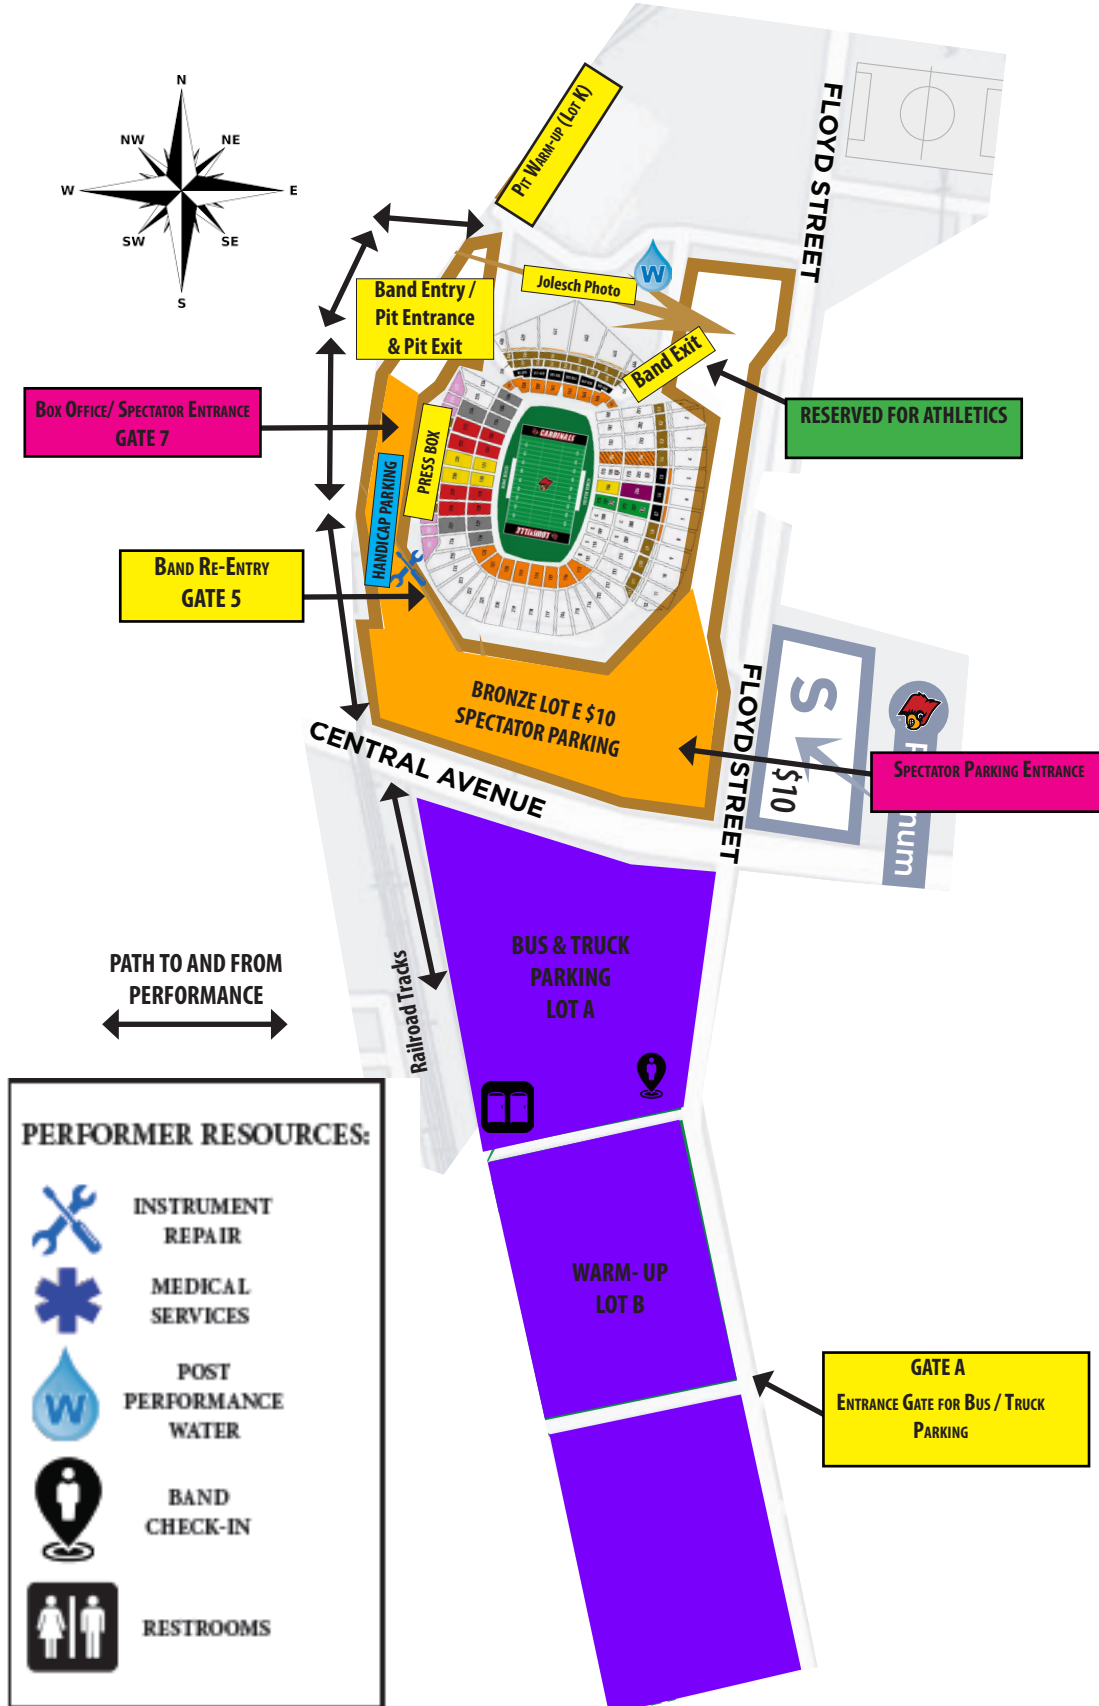 N
NW
NE
W
E
SW
SE
S
Pit Warm-up (Lot K)
FLOYD STREET
W
Jolesch Photo
Band Entry /
Pit Entrance
& Pit Exit
Band Exit
Box Office/ Spectator Entrance
GATE 7
RESERVED FOR ATHLETICS
PRESS BOX
HANDICAP PARKING
CARDINALS
LOUISVILLE
Band Re-Entry
GATE 5
BRONZE LOT E $10
SPECTATOR PARKING
CENTRAL AVENUE
FLOYD STREET
S
$10
Spectator Parking Entrance
num
BUS & TRUCK
PARKING
LOT A
Railroad Tracks
PATH TO AND FROM
PERFORMANCE
WARM- UP
LOT B
GATE A
Entrance Gate for Bus / Truck
Parking
PERFORMER RESOURCES:
INSTRUMENT
REPAIR
MEDICAL
SERVICES
W
POST
PERFORMANCE
WATER
BAND
CHECK-IN
RESTROOMS